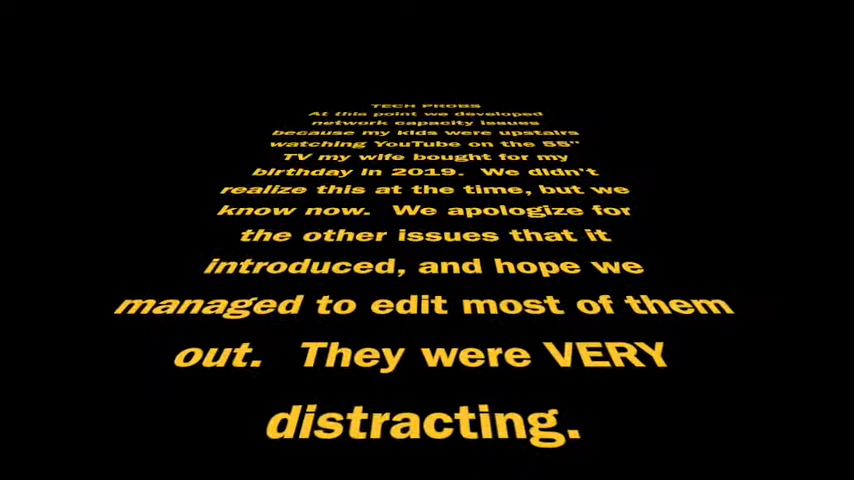 TECH PROBS
At this point we developed
network capacity issues
because my kids were upstairs
watching YouTube on the 55"
TV my wife bought for my
birthday in 2019. We didn't
realize this at the time, but we
know now. We apologize for
the other issues that it
introduced, and hope we
managed to edit most of them
out. They were VERY
distracting.